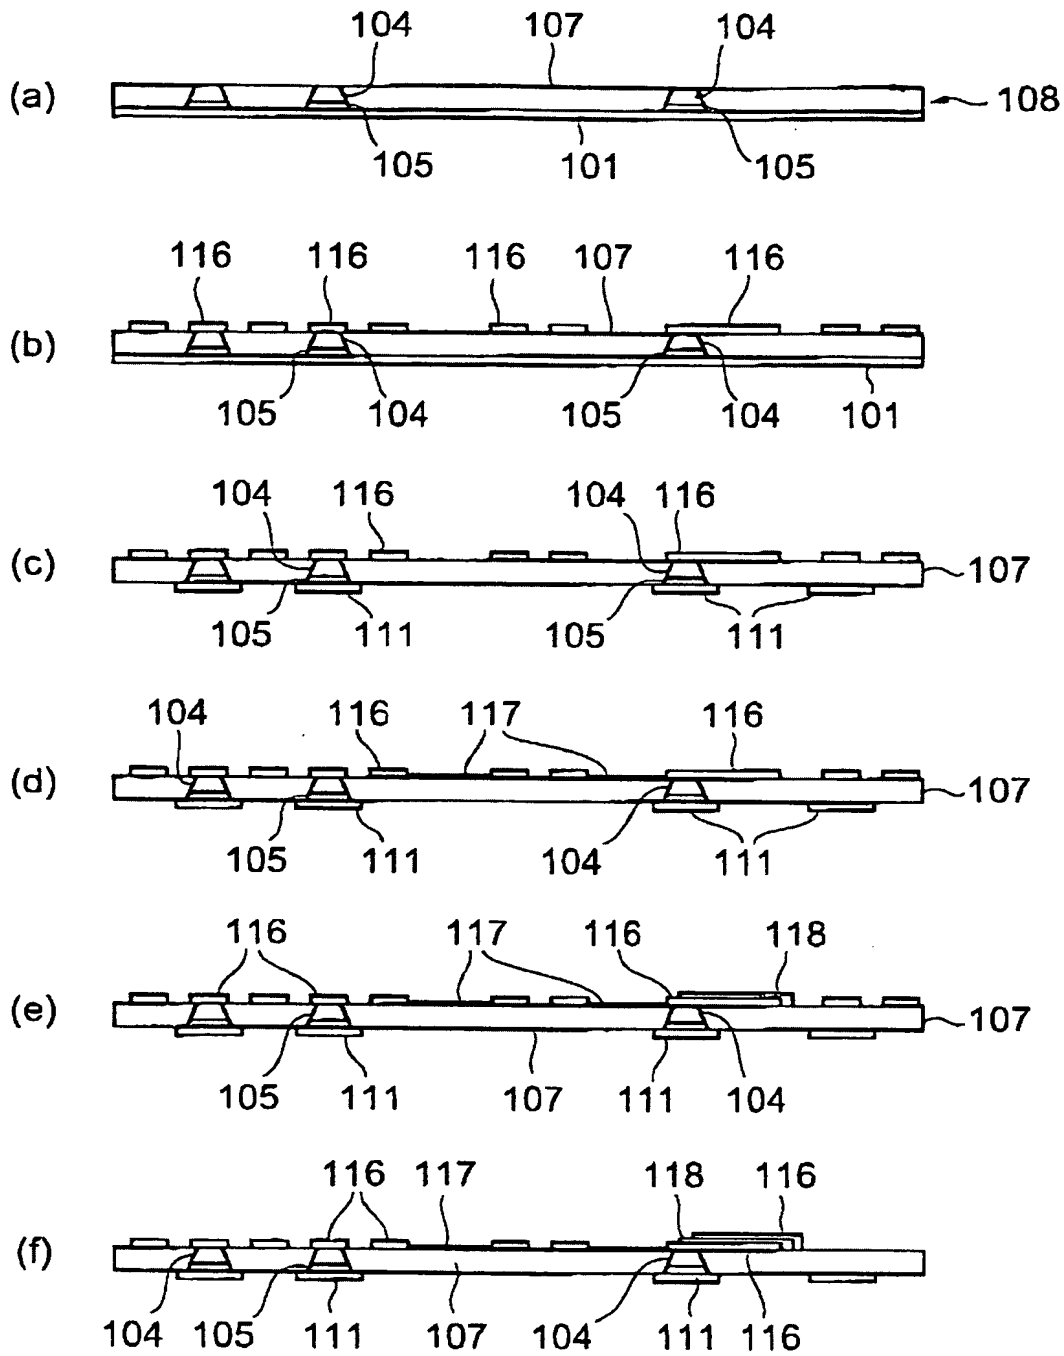 104 107 104
(a) 108
105 101 105
116 116 116 107 116
(b)
105 104 105 104 101
104 116 104 116
(c) 107
105 111 105 111
104 116 117 116
(d) 107
105 111 104 111
116 117 116 118
(e) 107
105 111 107 111 104
116 117 118 116
(f)
104 105 111 107 104 111 116